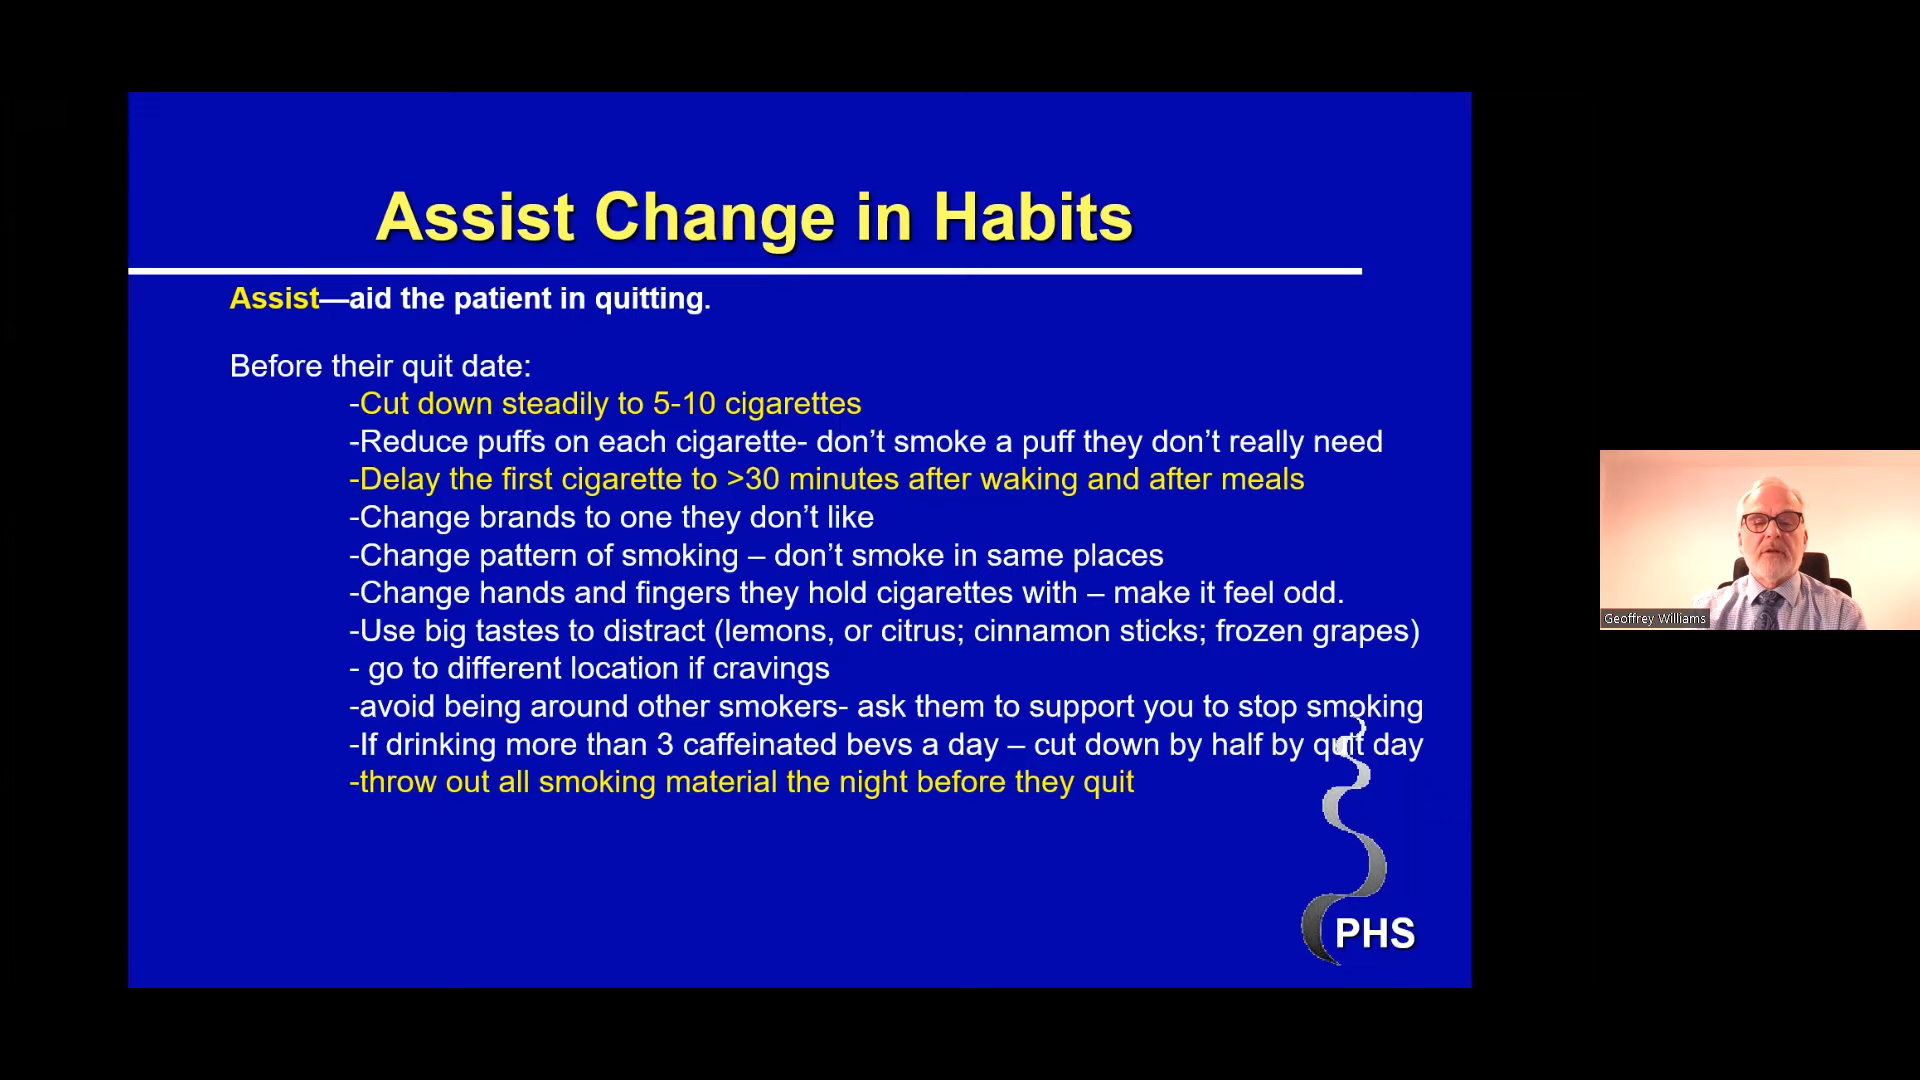 Assist Change in Habits
Assist—aid the patient in quitting.
Before their quit date:
-Cut down steadily to 5-10 cigarettes
-Reduce puffs on each cigarette- don’t smoke a puff they don’t really need
-Delay the first cigarette to >30 minutes after waking and after meals
-Change brands to one they don’t like
-Change pattern of smoking – don’t smoke in same places
-Change hands and fingers they hold cigarettes with – make it feel odd.
-Use big tastes to distract (lemons, or citrus; cinnamon sticks; frozen grapes)
- go to different location if cravings
-avoid being around other smokers- ask them to support you to stop smoking
-If drinking more than 3 caffeinated bevs a day – cut down by half by quit day
-throw out all smoking material the night before they quit
PHS
Geoffrey Williams